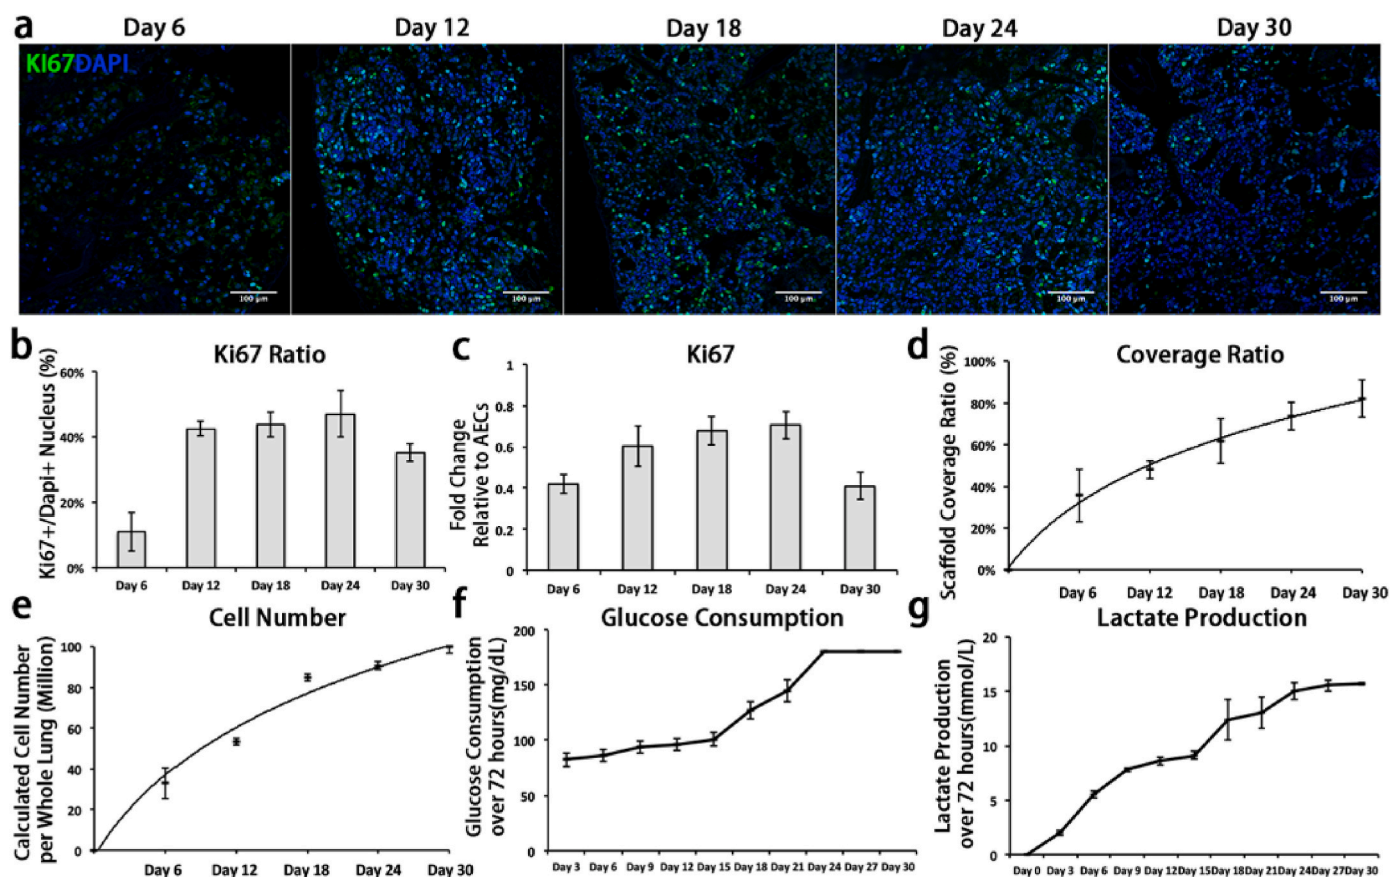 a
Day 6
Day 12
Day 18
Day 24
Day 30
KI67DAPI
100 µm
100 µm
100 µm
100 µm
100 µm
b
Ki67 Ratio
Ki67+/Dapi+ Nucleus (%)
60%
40%
20%
0%
Day 6
Day 12
Day 18
Day 24
Day 30
c
Ki67
Fold Change
Relative to AECs
1
0.8
0.6
0.4
0.2
0
Day 6
Day 12
Day 18
Day 24
Day 30
d
Coverage Ratio
Scaffold Coverage Ratio (%)
100%
80%
60%
40%
20%
0%
Day 6
Day 12
Day 18
Day 24
Day 30
e
Cell Number
Calculated Cell Number
per Whole Lung (Million)
100
80
60
40
20
0
Day 6
Day 12
Day 18
Day 24
Day 30
f
Glucose Consumption
Glucose Consumption
over 72 hours(mg/dL)
200
150
100
50
0
Day 3
Day 6
Day 9
Day 12
Day 15
Day 18
Day 21
Day 24
Day 27
Day 30
g
Lactate Production
Lactate Production
over 72 hours(mmol/L)
20
15
10
5
0
Day 0
Day 3
Day 6
Day 9
Day 12
Day 15
Day 18
Day 21
Day 24
Day 27
Day 30